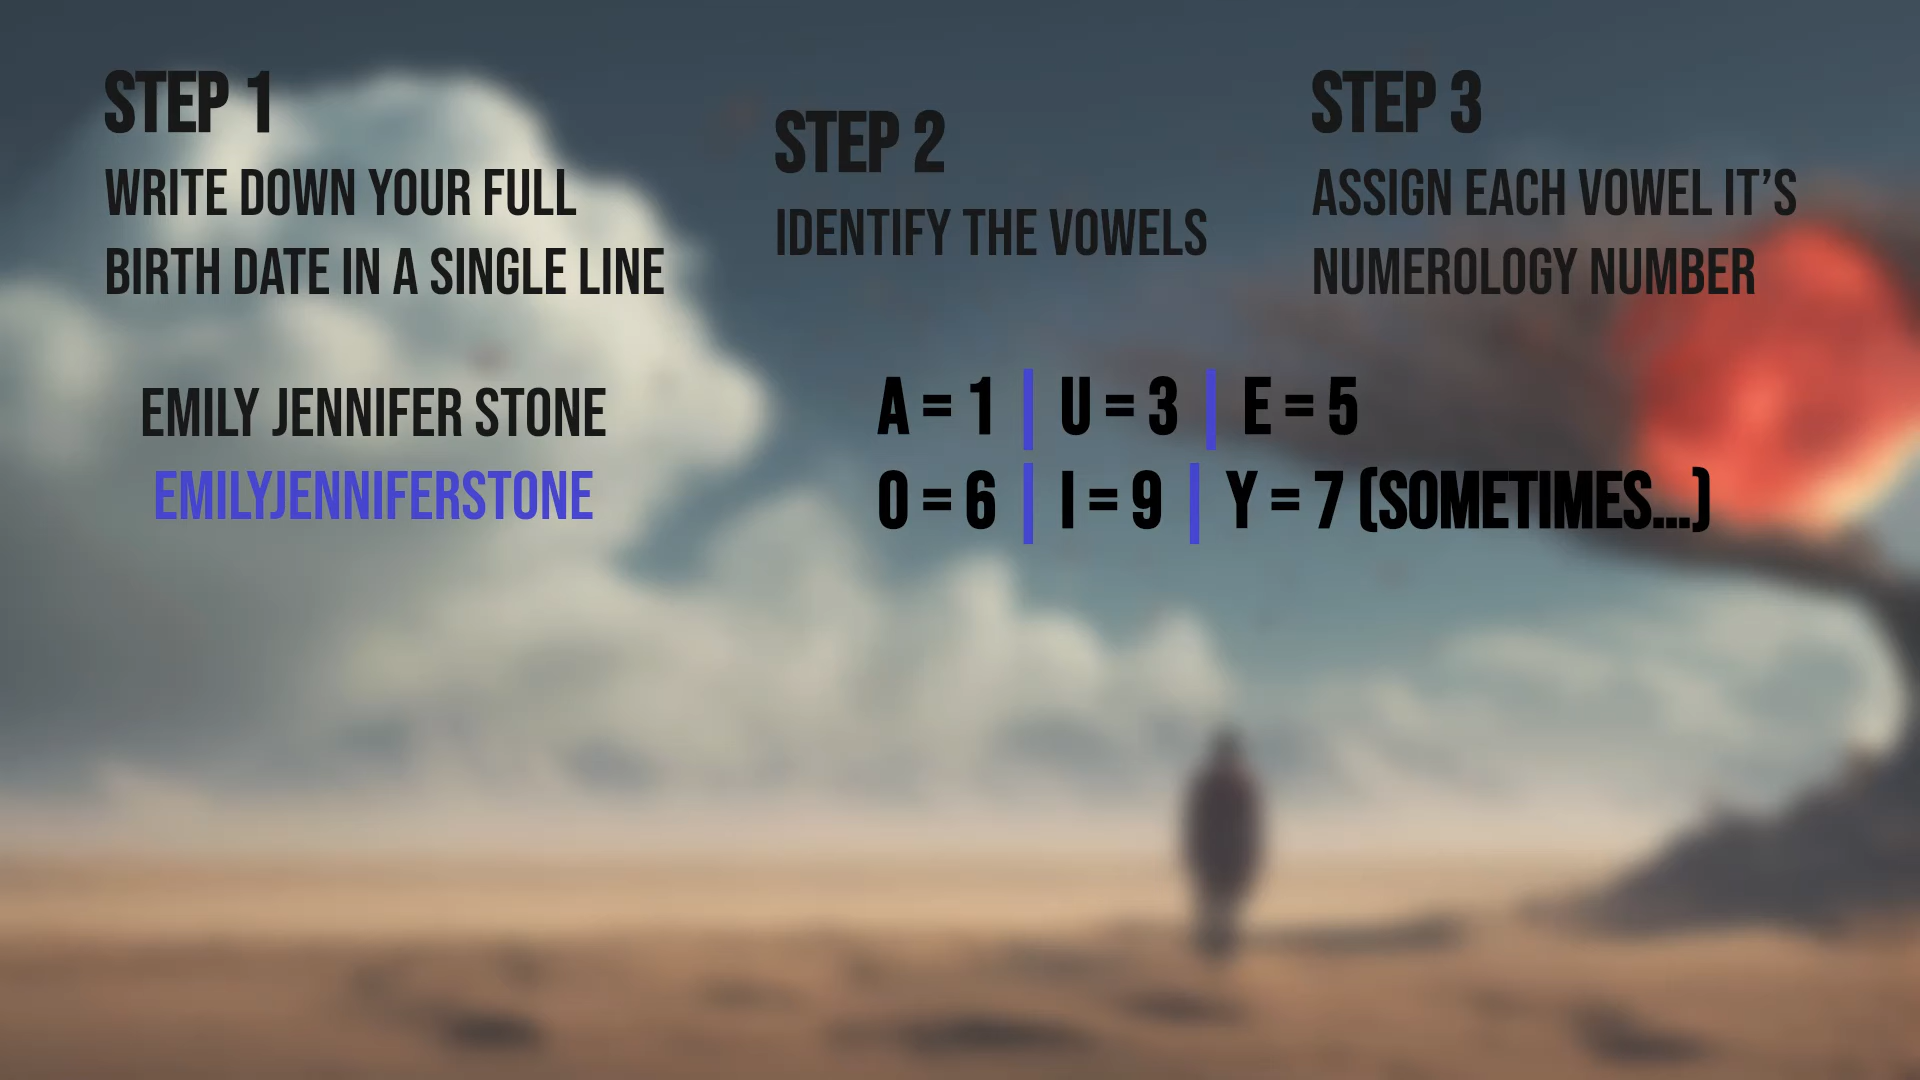 STEP 1
WRITE DOWN YOUR FULL
BIRTH DATE IN A SINGLE LINE
EMILY JENNIFER STONE
EMILYJENNIFERSTONE
STEP 2
IDENTIFY THE VOWELS
STEP 3
ASSIGN EACH VOWEL IT’S
NUMEROLOGY NUMBER
A = 1 | U = 3 | E = 5
O = 6 | I = 9 | Y = 7 (SOMETIMES...)